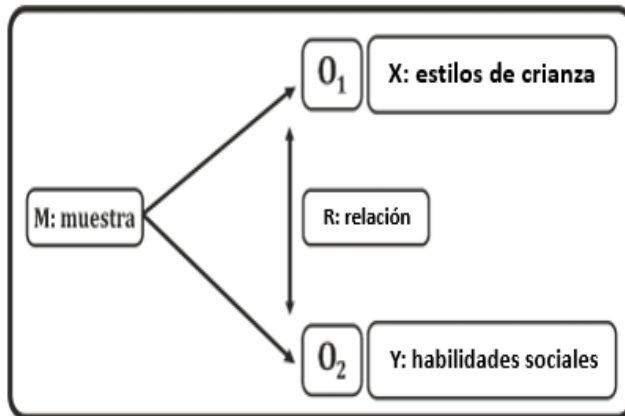 O₁
X: estilos de crianza
M: muestra
R: relación
O₂
Y: habilidades sociales